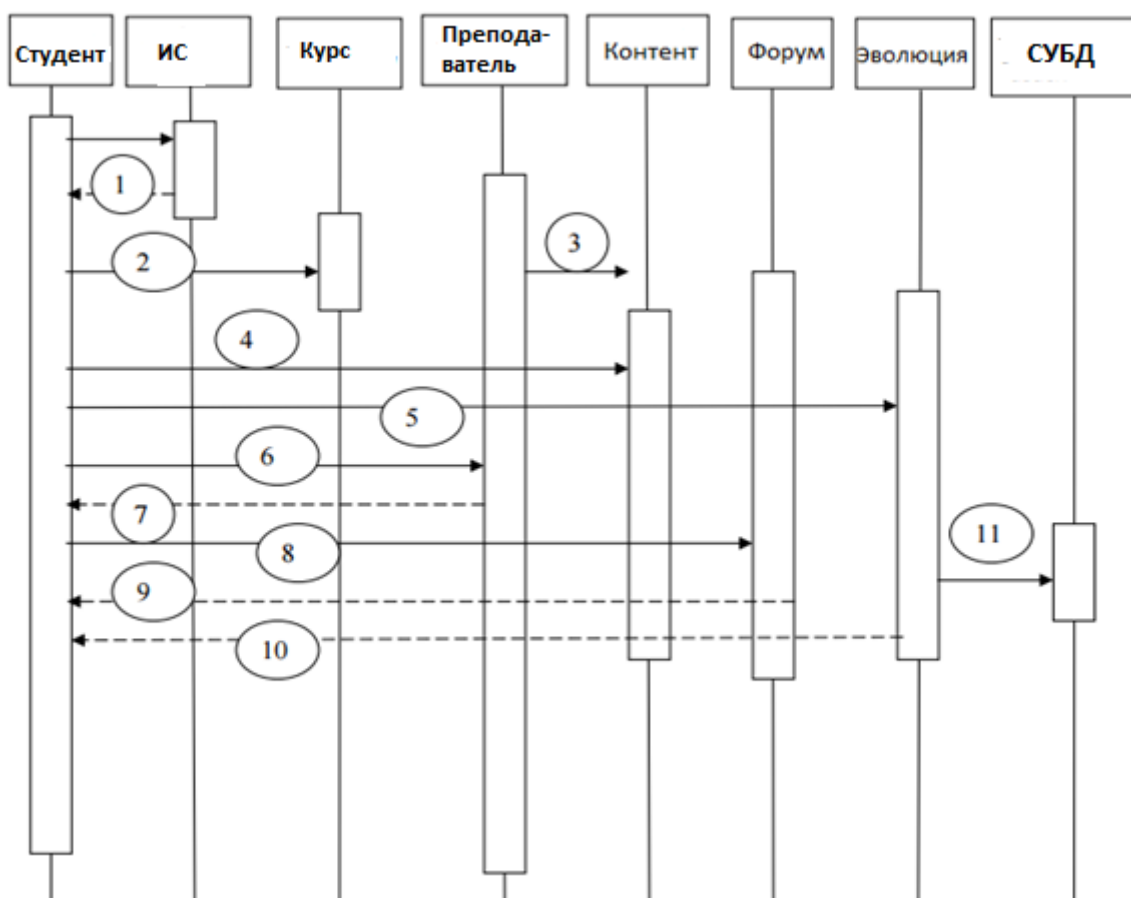 Студент
ИС
Курс
Препода-
ватель
Контент
Форум
Эволюция
СУБД
1
2
3
4
5
6
7
8
11
9
10